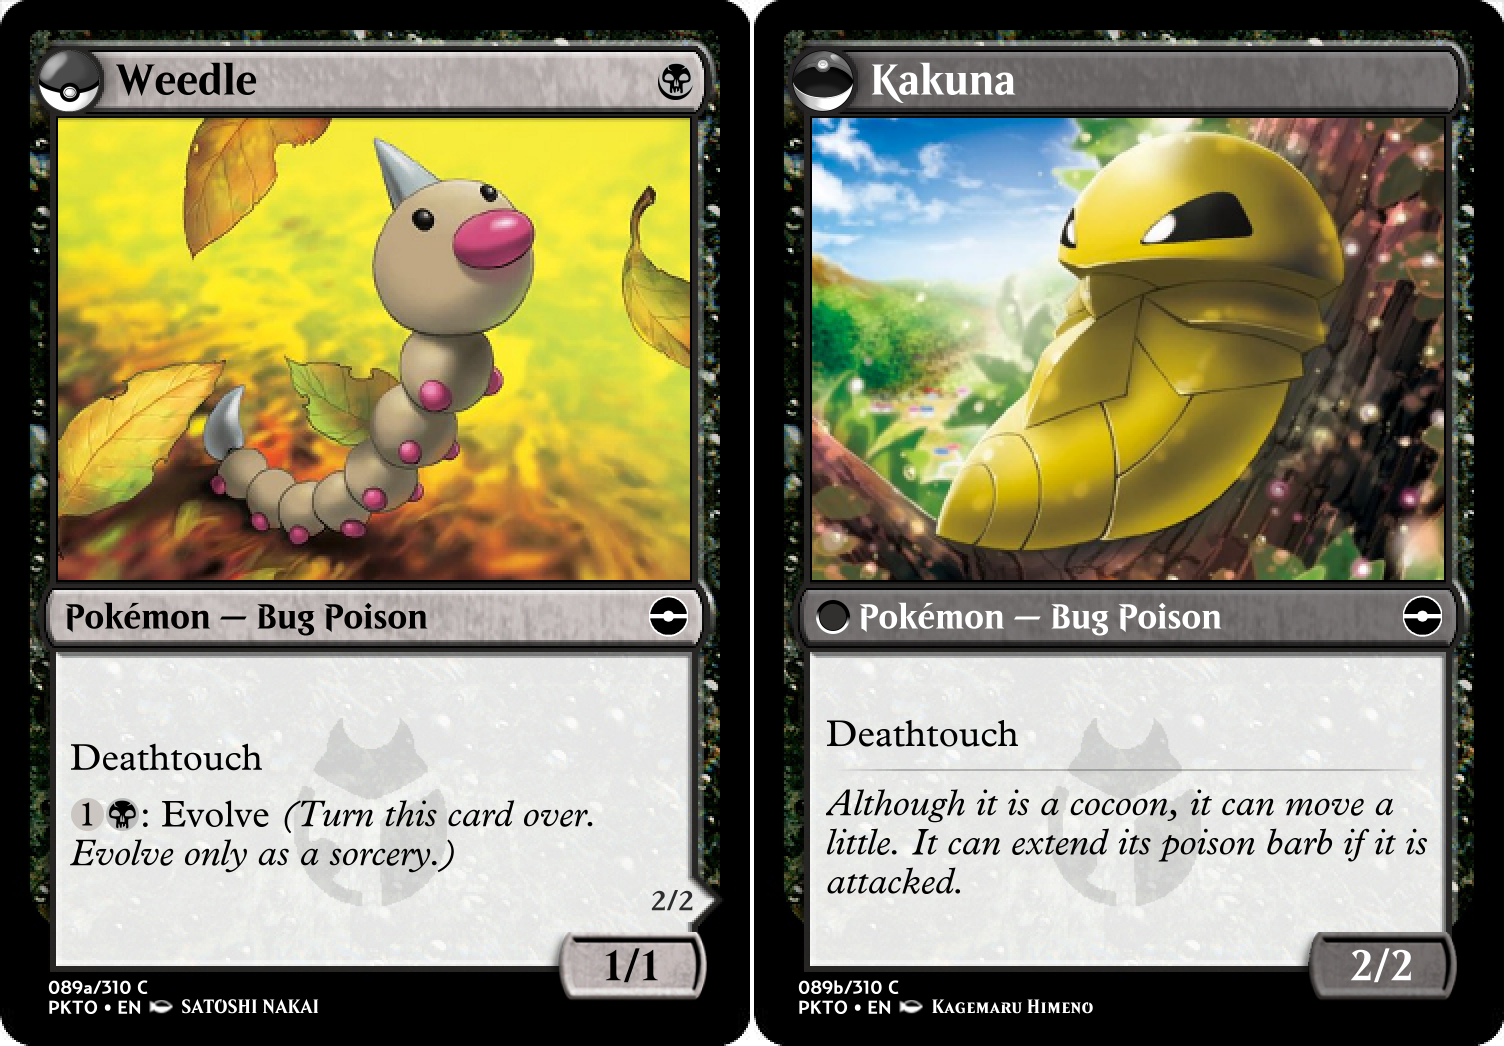 Weedle
Pokémon — Bug Poison
Deathtouch
1: Evolve (Turn this card over.
Evolve only as a sorcery.)
2/2
1/1
089a/310 C
PKTO • EN SATOSHI NAKAI
Kakuna
Pokémon — Bug Poison
Deathtouch
Although it is a cocoon, it can move a
little. It can extend its poison barb if it is
attacked.
2/2
089b/310 C
PKTO • EN KAGEMARU HIMENO